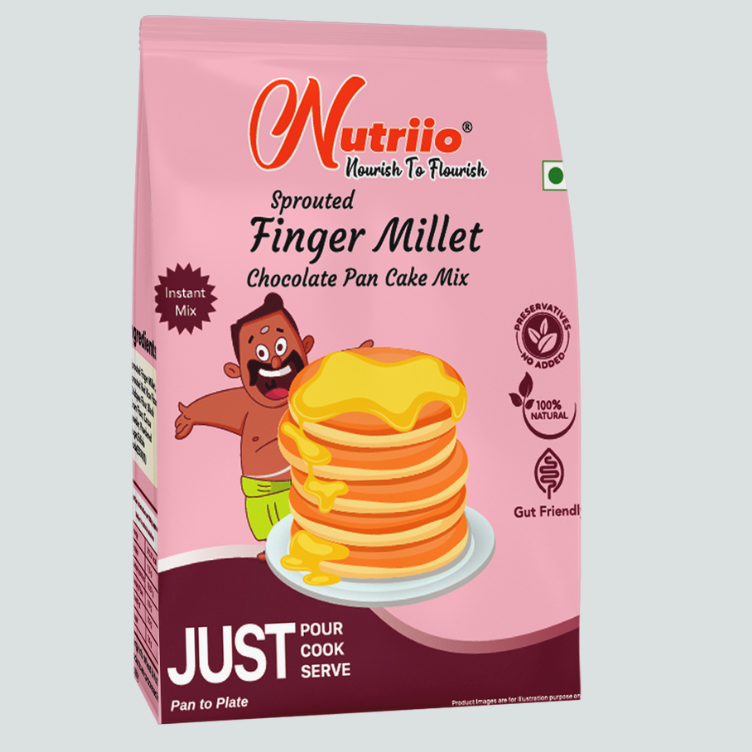 Nutriio®
Nourish To Flourish
Sprouted
Finger Millet
Chocolate Pan Cake Mix
Instant
Mix
PRESERVATIVES
NO ADDED
100%
NATURAL
Gut Friendl
JUST
POUR
COOK
SERVE
Pan to Plate
Product Images are for illustration purpose on